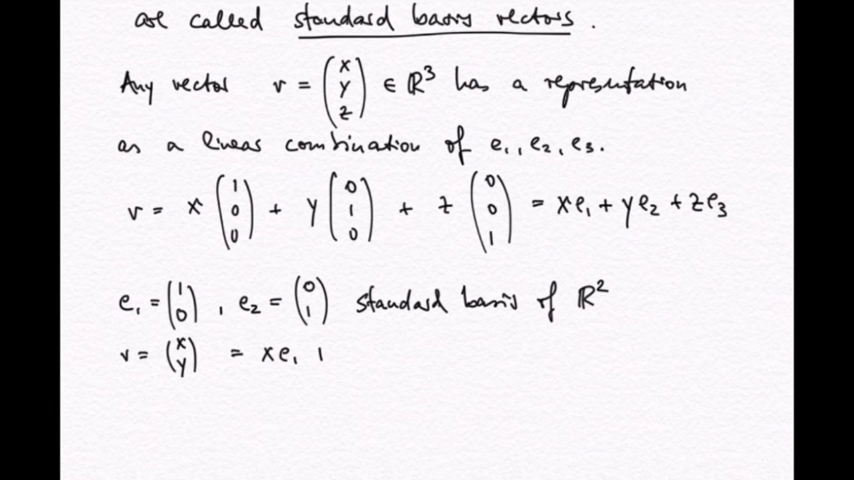 are called standard basis vectors.
Any vector v = (x y z) ∈ ℝ³ has a representation
as a linear combination of e₁, e₂, e₃.
v = x (1 0 0) + y (0 1 0) + z (0 0 1) = xe₁ + ye₂ + ze₃
e₁ = (1 0), e₂ = (0 1) standard basis of ℝ²
v = (x y) = xe₁ ı